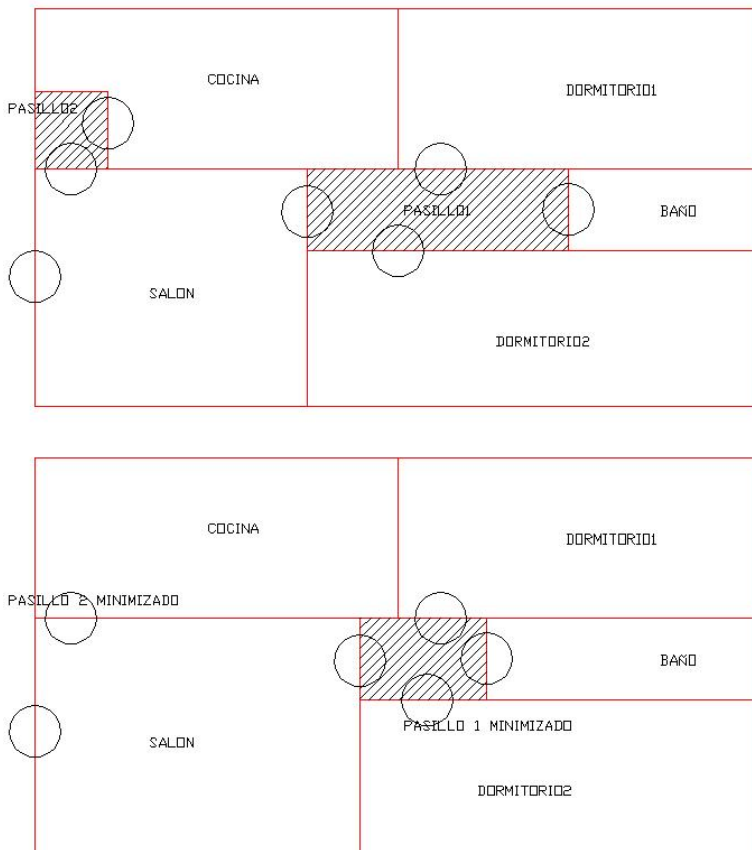 COCINA
DORMITORIO1
PASILLO2
PASILLO1
BAÑO
SALON
DORMITORIO2
COCINA
DORMITORIO1
PASILLO 2 MINIMIZADO
BAÑO
PASILLO 1 MINIMIZADO
SALON
DORMITORIO2